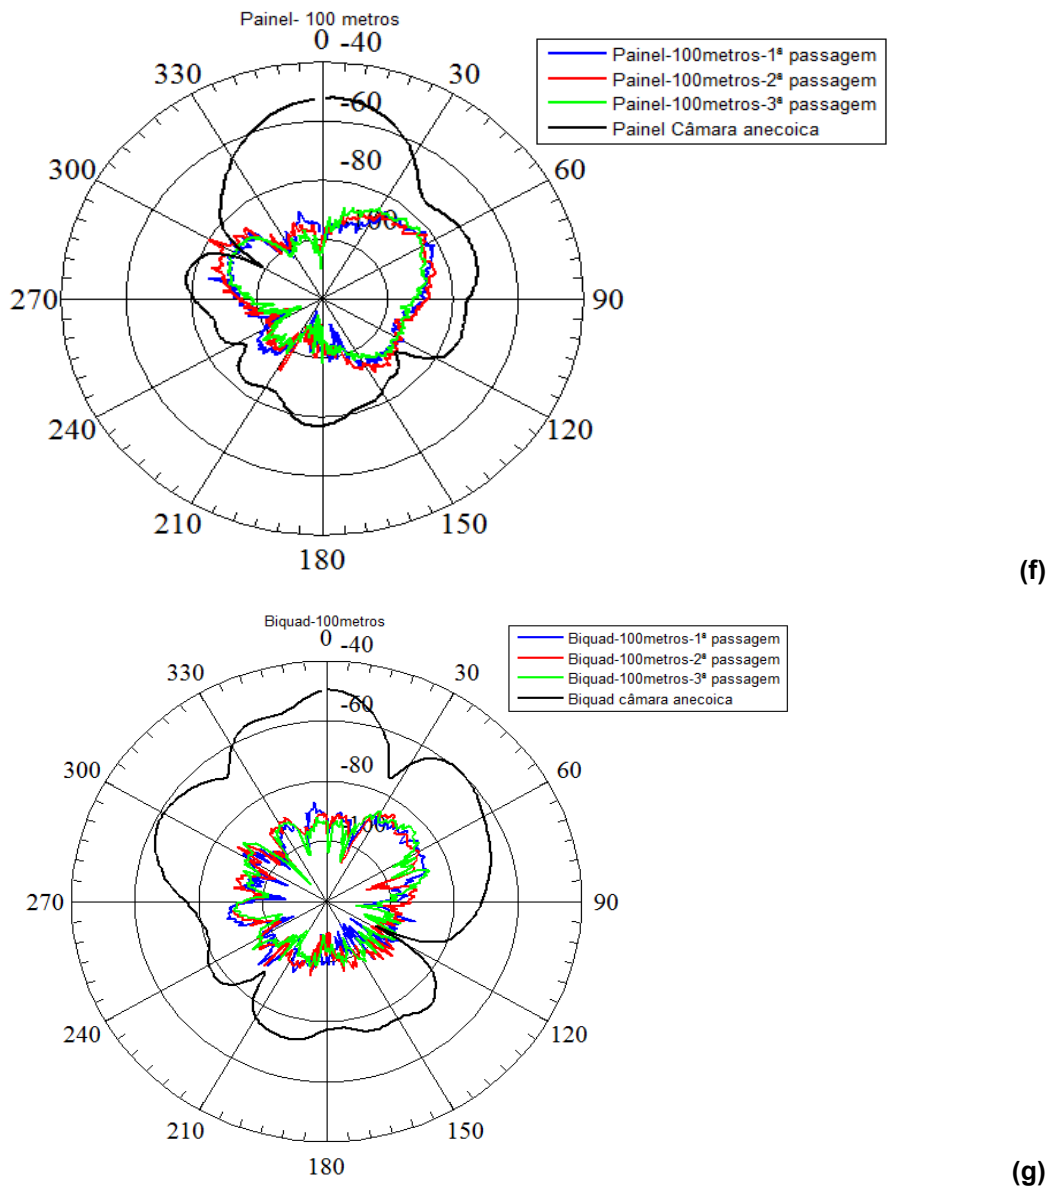 Painel- 100 metros
0 -40
Painel-100metros-1ª passagem
Painel-100metros-2ª passagem
Painel-100metros-3ª passagem
Painel Câmara anecoica
330
30
-60
-80
300
60
270
90
240
120
210
150
180
(f)
Biquad-100metros
0 -40
Biquad-100metros-1ª passagem
Biquad-100metros-2ª passagem
Biquad-100metros-3ª passagem
Biquad câmara anecoica
330
30
-60
-80
300
60
-100
270
90
240
120
210
150
180
(g)